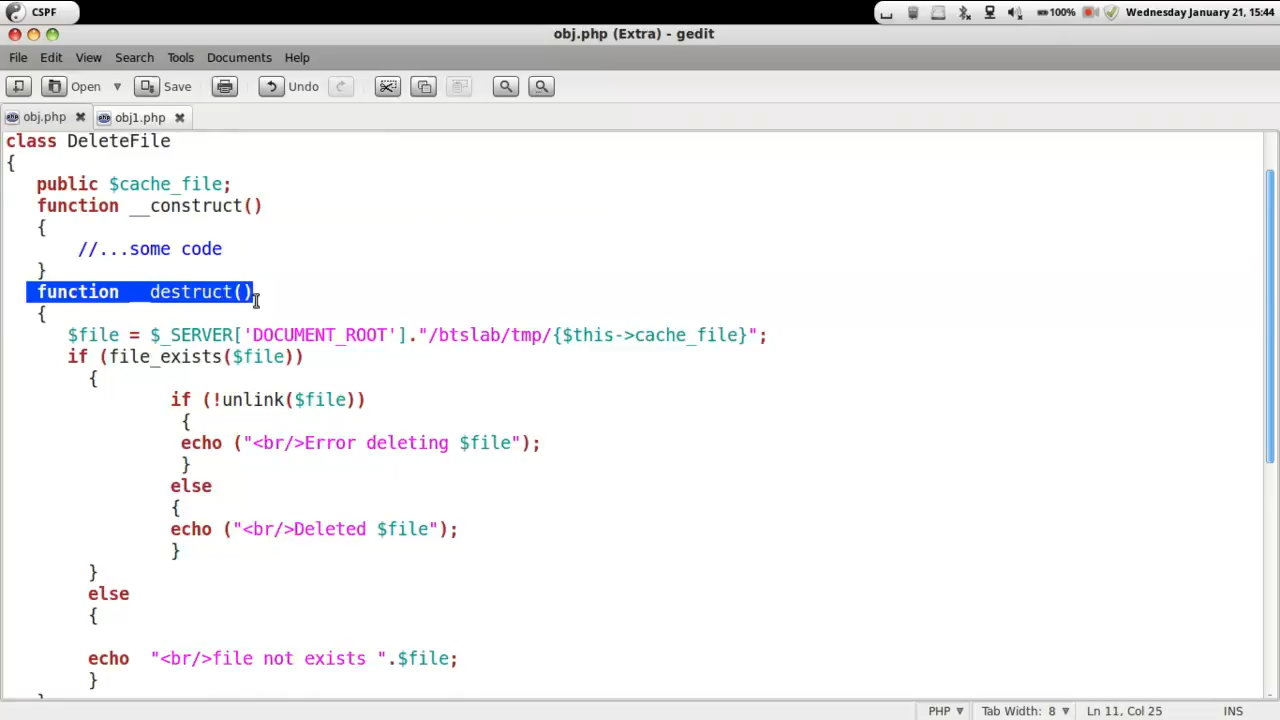 CSPF
100% Wednesday January 21, 15:44
obj.php (Extra) - gedit
File Edit View Search Tools Documents Help
Open Save Undo
obj.php obj1.php
class DeleteFile
{
public $cache_file;
function __construct()
{
//...some code
}
function __destruct()
{
$file = $_SERVER['DOCUMENT_ROOT']."/btslab/tmp/{$this->cache_file}";
if (file_exists($file))
{
if (!unlink($file))
{
echo ("<br/>Error deleting $file");
}
else
{
echo ("<br/>Deleted $file");
}
}
else
{
echo  "<br/>file not exists ".$file;
}
PHP Tab Width: 8 Ln 11, Col 25 INS